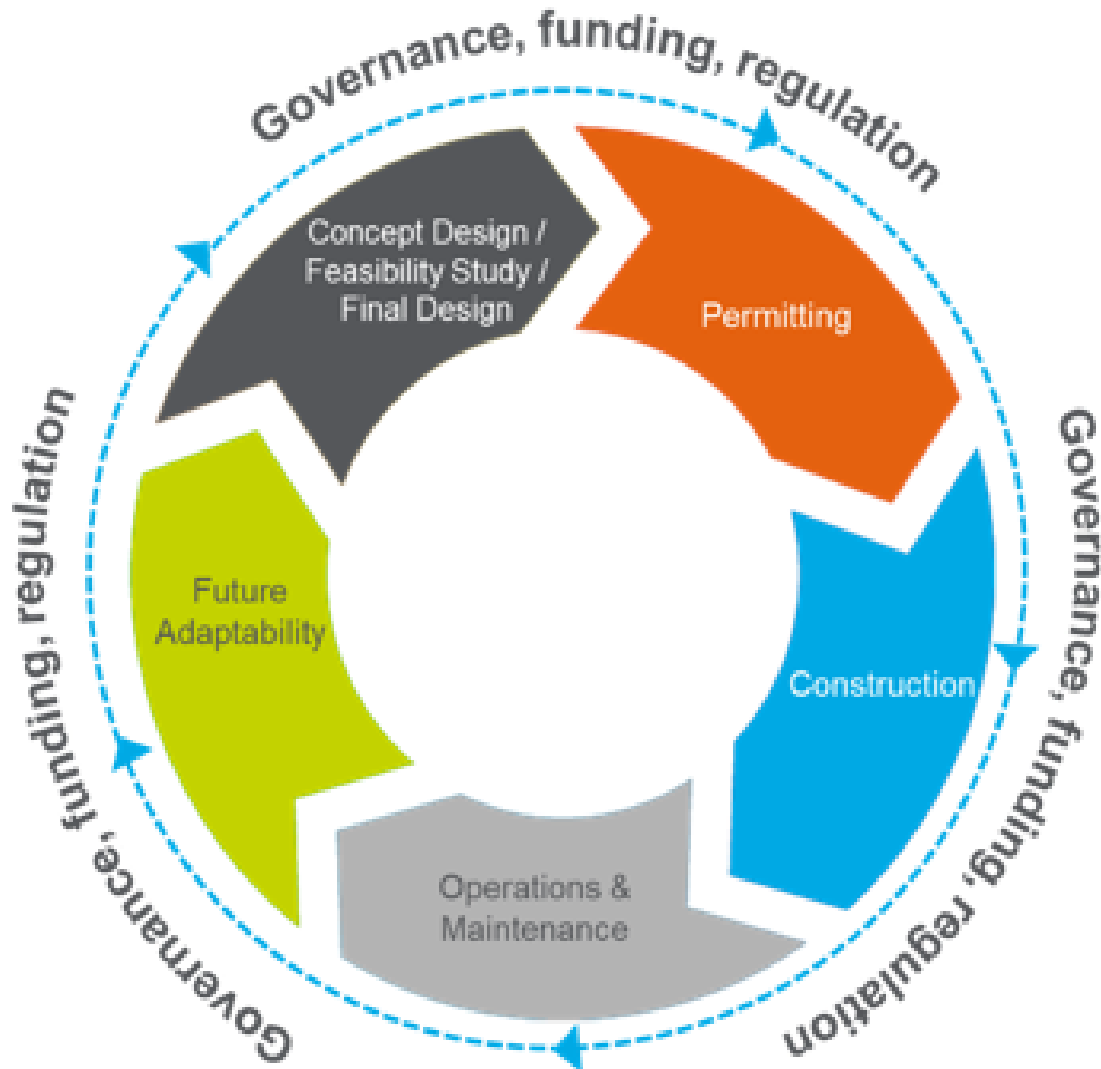 Governance, funding, regulation
Concept Design /
Feasibility Study /
Final Design
Permitting
Governance, funding, regulation
Construction
Operations &
Maintenance
Future
Adaptability
Governance, funding, regulation